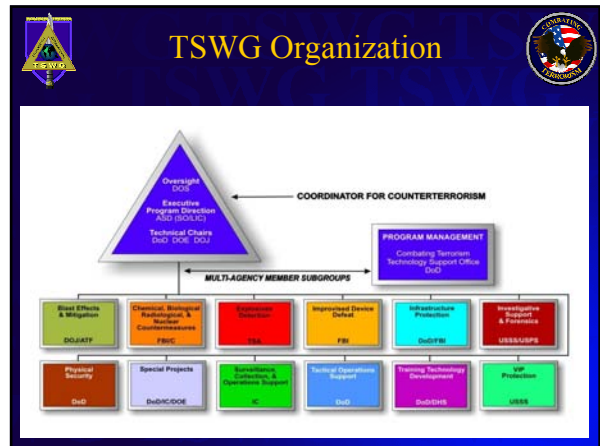 TSWG Organization
TSWG
COMBATING
TERRORISM
Oversight
DOS
Executive
Program Direction
ASD (SO/LIC)
Technical Chairs
DoD DOE DOJ
COORDINATOR FOR COUNTERTERRORISM
PROGRAM MANAGEMENT
Combating Terrorism
Technology Support Office
DoD
MULTI-AGENCY MEMBER SUBGROUPS
Blast Effects
& Mitigation
DOJ/ATF
Chemical, Biological
Radiological, &
Nuclear
Countermeasures
FBI/C
Explosives
Detection
TSA
Improvised Device
Defeat
FBI
Infrastructure
Protection
DoD/FBI
Investigative
Support
& Forensics
USSS/USPS
Physical
Security
DoD
Special Projects
DoD/IC/DOE
Surveillance,
Collection, &
Operations Support
IC
Tactical Operations
Support
DoD
Training Technology
Development
DoD/DHS
VIP
Protection
USSS